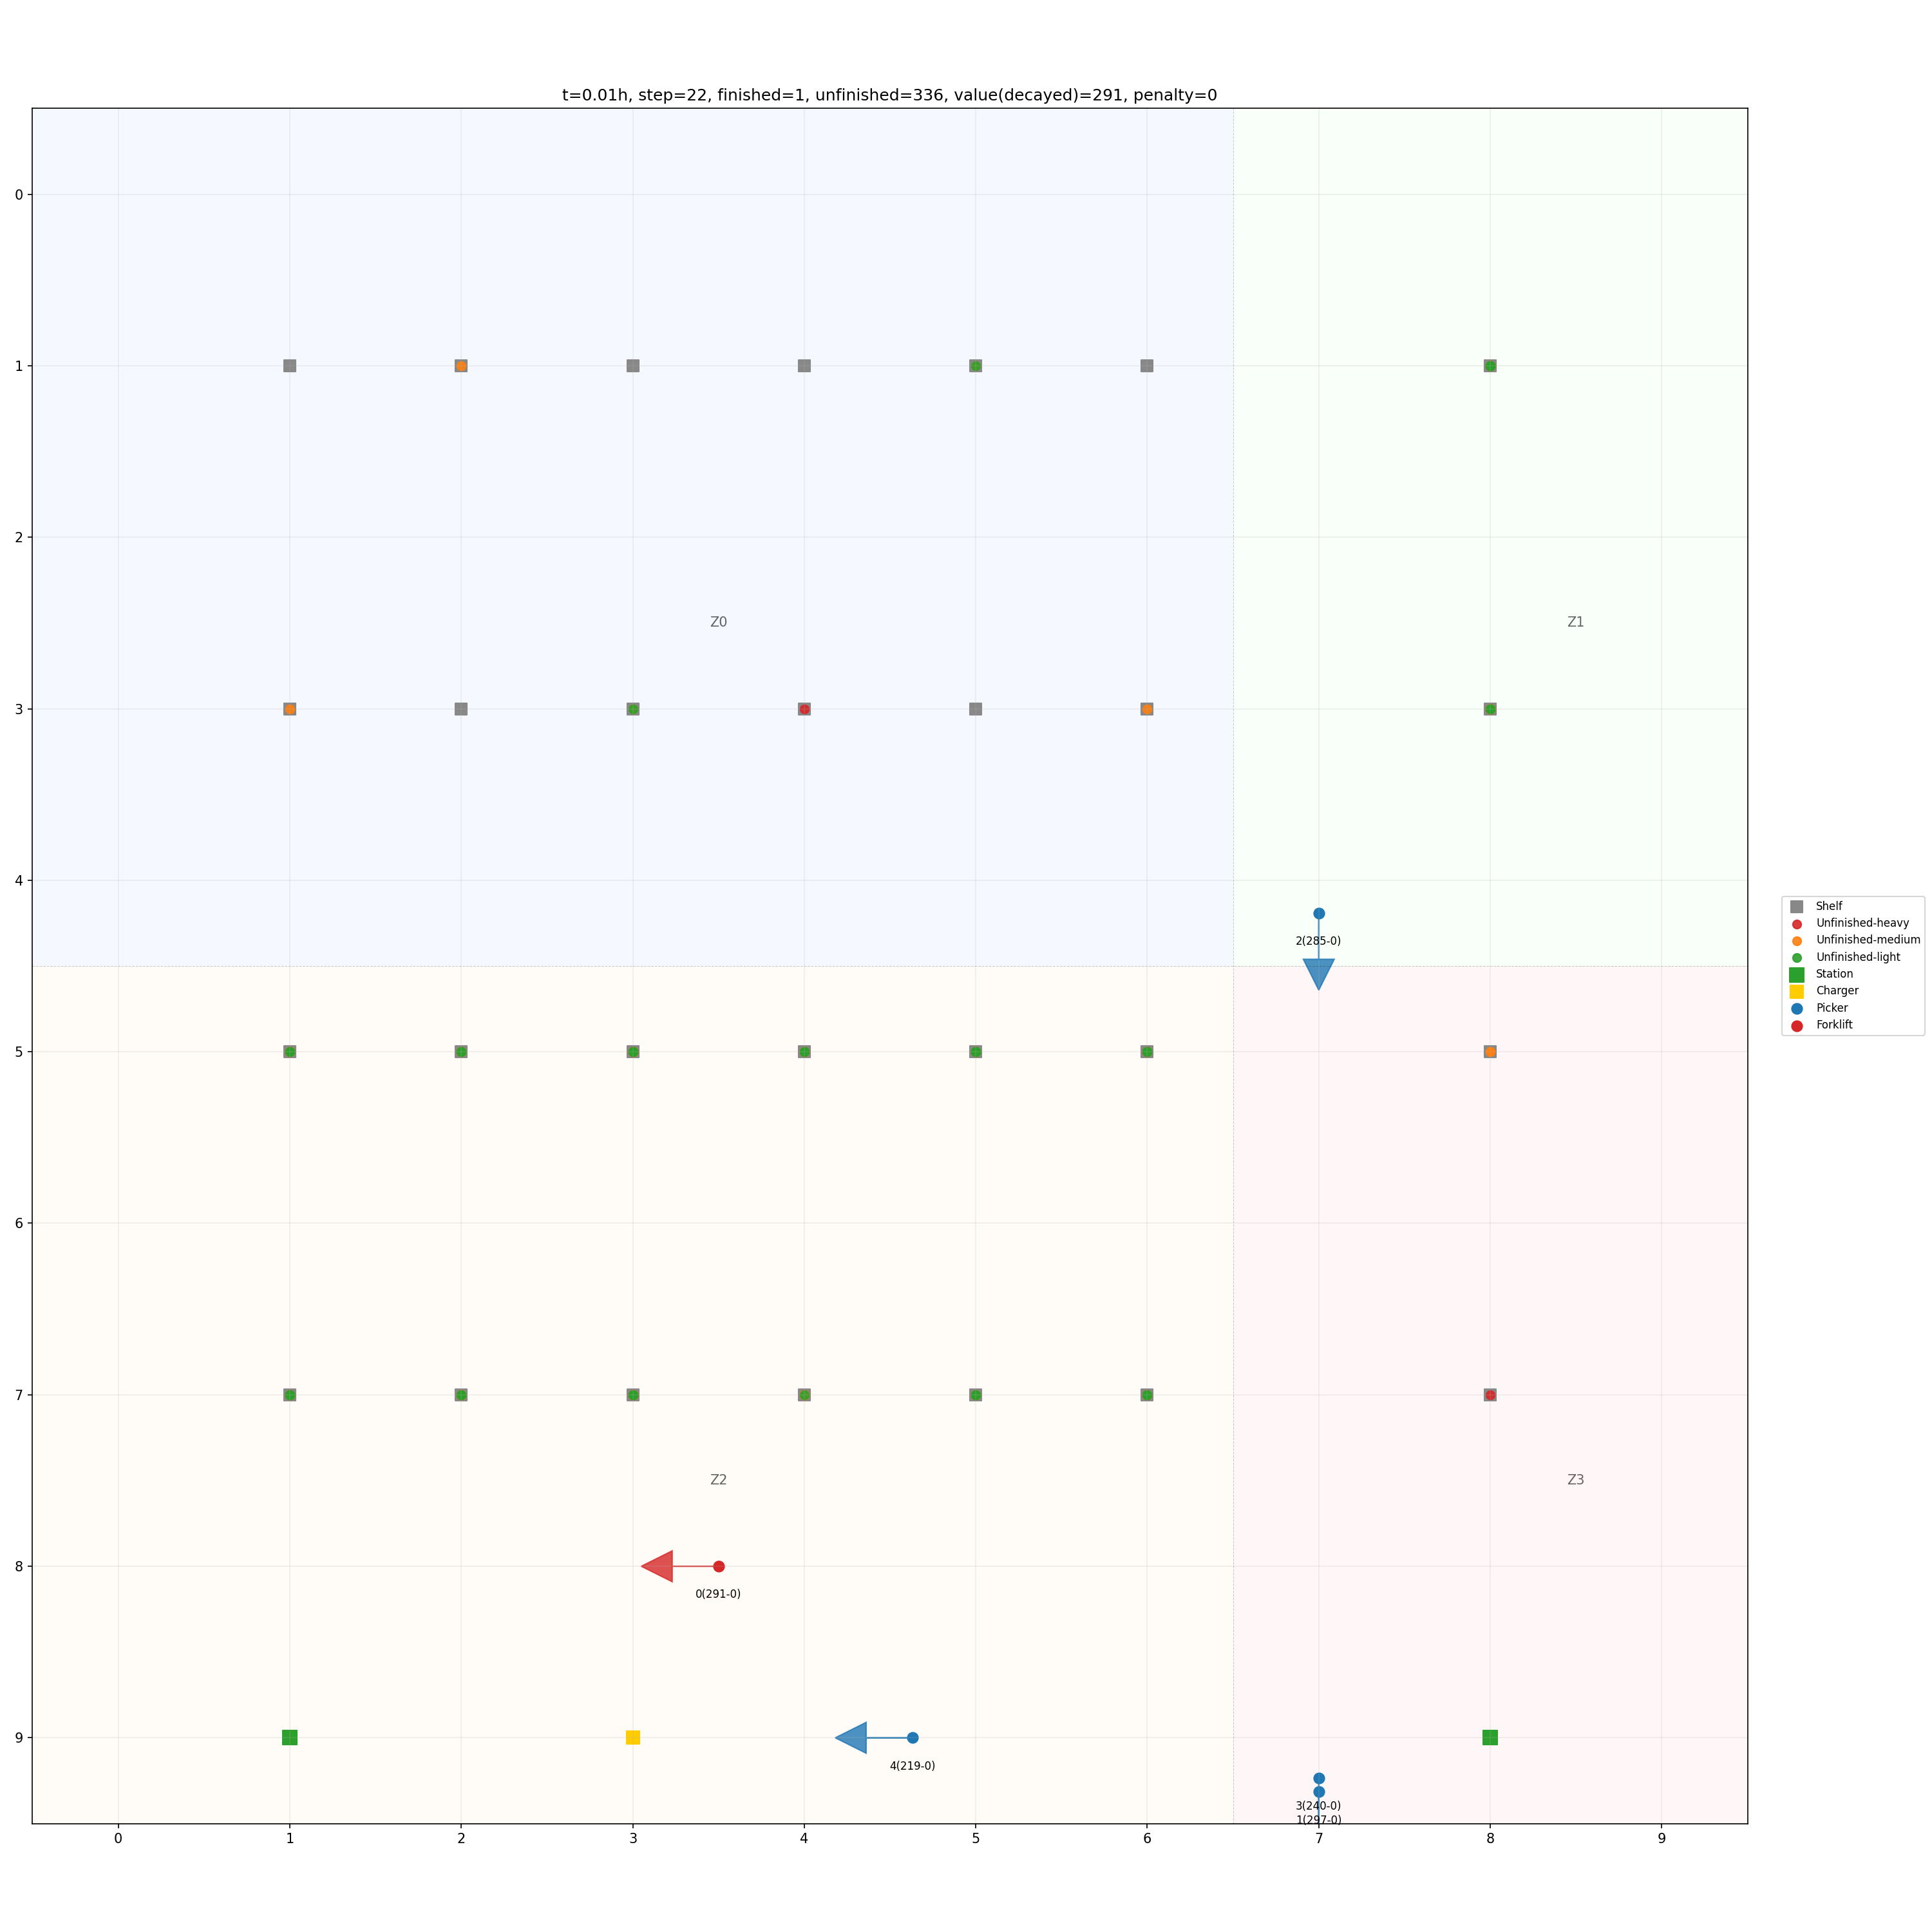 t=0.01h, step=22, finished=1, unfinished=336, value(decayed)=291, penalty=0
0
1
2
Z0
Z1
3
4
2(285-0)
Shelf
Unfinished-heavy
Unfinished-medium
Unfinished-light
Station
Charger
Picker
Forklift
5
6
7
Z2
Z3
8
0(291-0)
9
4(219-0)
3(240-0)
1(297-0)
0 1 2 3 4 5 6 7 8 9